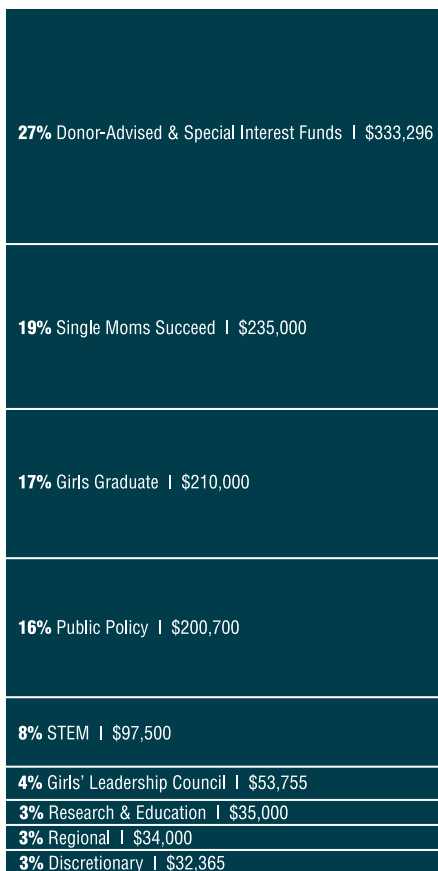 27% Donor-Advised & Special Interest Funds | $333,296
19% Single Moms Succeed | $235,000
17% Girls Graduate | $210,000
16% Public Policy | $200,700
8% STEM | $97,500
4% Girls’ Leadership Council | $53,755
3% Research & Education | $35,000
3% Regional | $34,000
3% Discretionary | $32,365